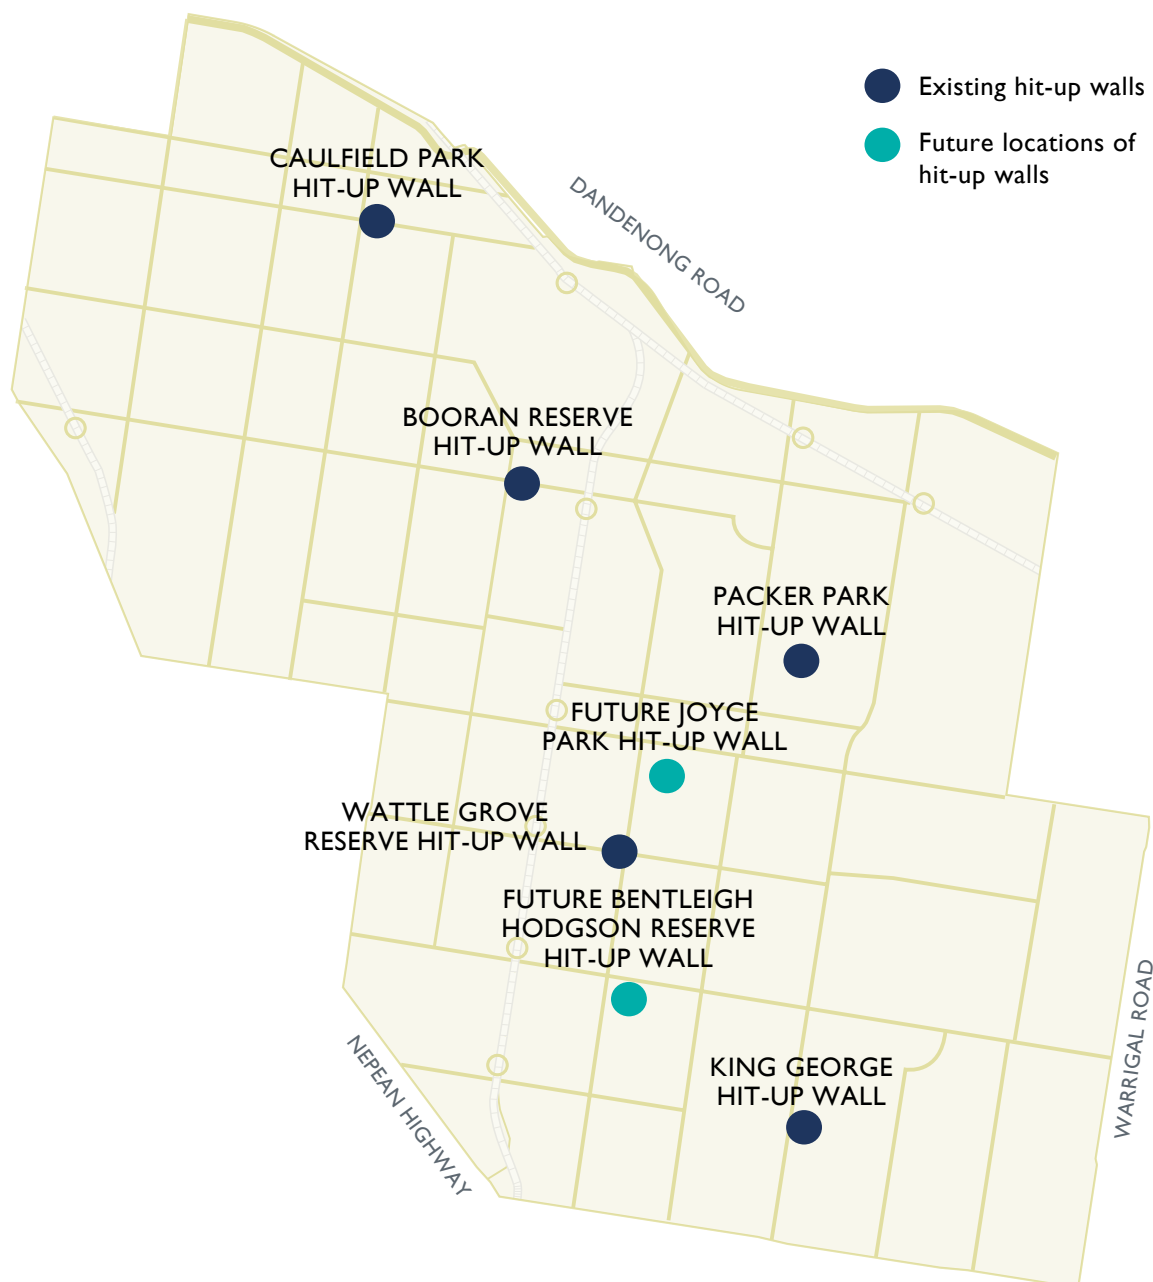 Existing hit-up walls
Future locations of
hit-up walls
CAULFIELD PARK
HIT-UP WALL
DANDENONG ROAD
BOORAN RESERVE
HIT-UP WALL
PACKER PARK
HIT-UP WALL
FUTURE JOYCE
PARK HIT-UP WALL
WATTLE GROVE
RESERVE HIT-UP WALL
FUTURE BENTLEIGH
HODGSON RESERVE
HIT-UP WALL
NEPEAN HIGHWAY
KING GEORGE
HIT-UP WALL
WARRIGAL ROAD